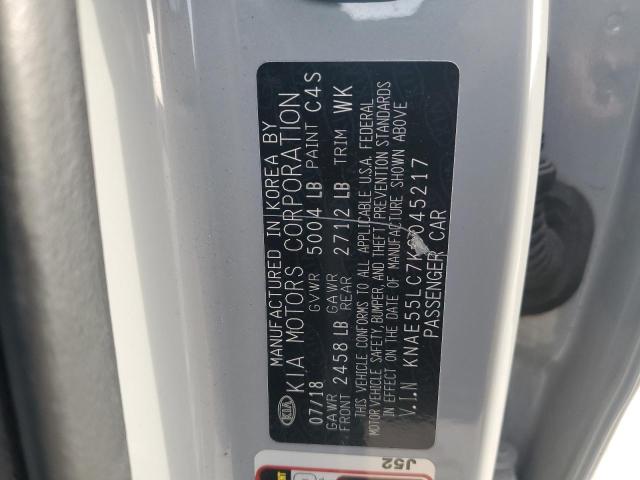 MANUFACTURED IN KOREA BY
KIA MOTORS CORPORATION
07/18 GVWR 5004 LB PAINT C4S
GAWR FRONT 2458 LB GAWR REAR 2712 LB TRIM WK
THIS VEHICLE CONFORMS TO ALL APPLICABLE U.S.A. FEDERAL
MOTOR VEHICLE SAFETY, BUMPER, AND THEFT PREVENTION STANDARDS
IN EFFECT ON THE DATE OF MANUFACTURE SHOWN ABOVE
V.I.N
PASSENGER CAR
KIA
J52